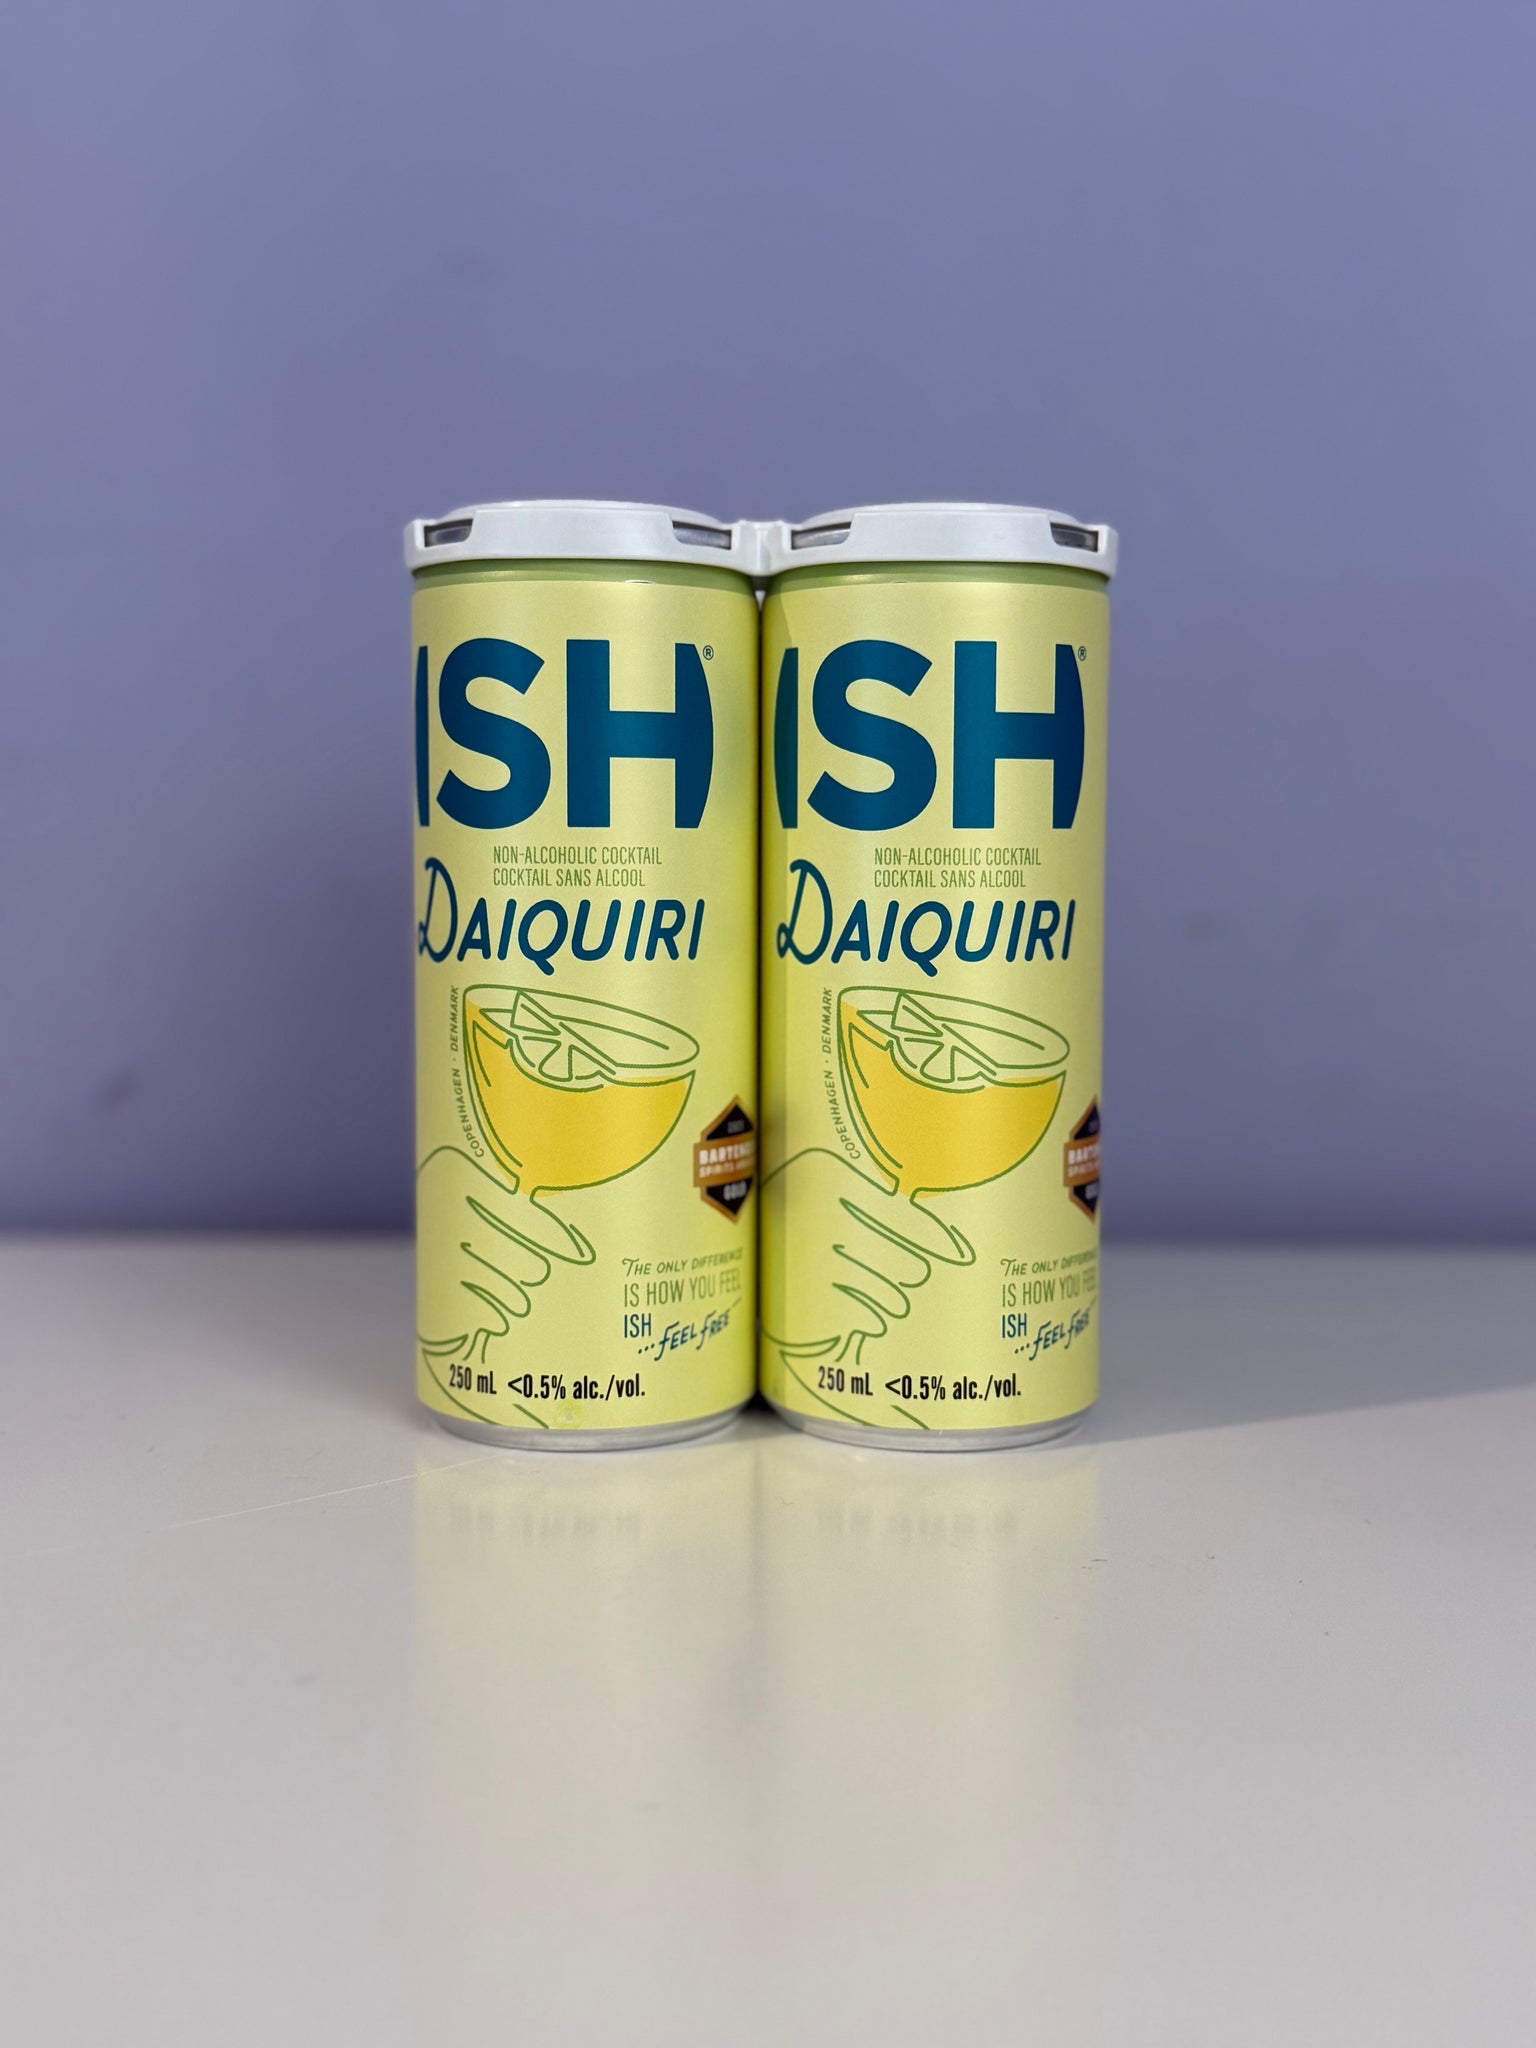 ISH®
NON-ALCOHOLIC COCKTAIL
COCKTAIL SANS ALCOOL
DAIQUIRI
COPENHAGEN · DENMARK
GOLD
THE ONLY DIFFERENCE
IS HOW YOU FEEL
ISH
...FEEL FREE
250 mL <0.5% alc./vol.
ISH®
NON-ALCOHOLIC COCKTAIL
COCKTAIL SANS ALCOOL
DAIQUIRI
COPENHAGEN · DENMARK
THE ONLY DIFFERENCE
IS HOW YOU FEEL
ISH
...FEEL FREE
250 mL <0.5% alc./vol.